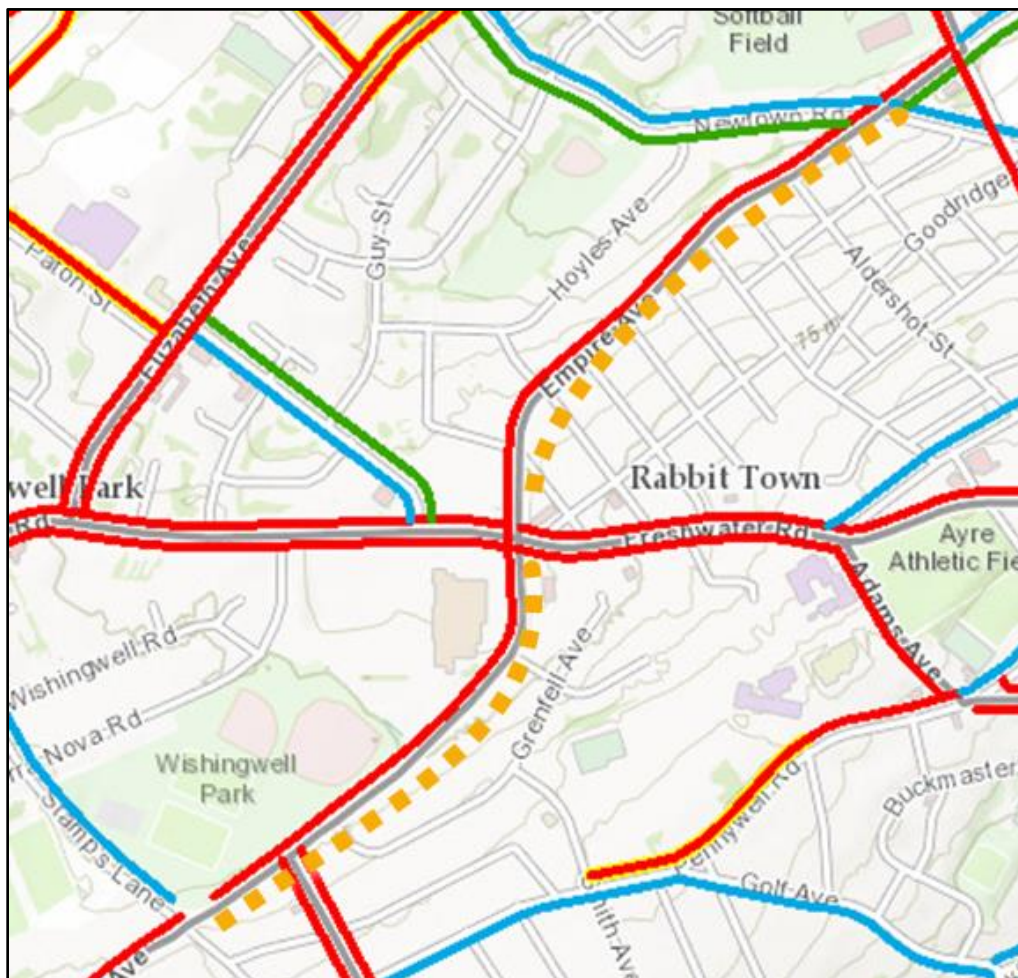 Softball
Field
Newtown Rd
Goodridge
Guy St
Hoyles Ave
Paton St
Aldershot St
75 m
Elizabeth Ave
Empire Ave
well Park
Rabbit Town
Rd
Freshwater Rd
Ayre
Athletic Fie
Adams Ave
Wishingwell Rd
Grenfell Ave
Nova Rd
Wishingwell
Park
Stamps Lane
Pennywell Rd
Buckmaster
Golf Ave
Smith Ave
Ave